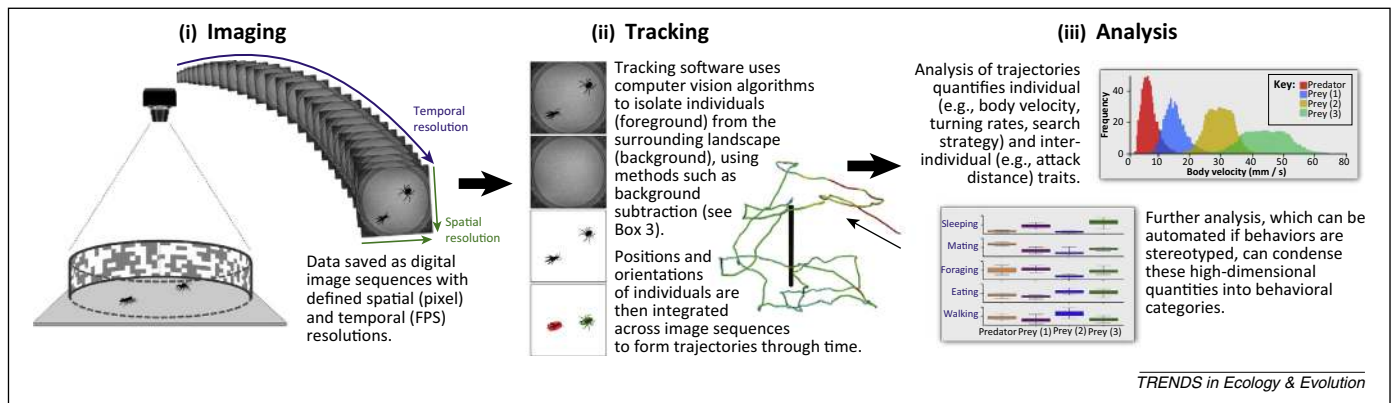 (i) Imaging
Temporal
resolution
Spatial
resolution
Data saved as digital
image sequences with
defined spatial (pixel)
and temporal (FPS)
resolutions.
(ii) Tracking
Tracking software uses
computer vision algorithms
to isolate individuals
(foreground) from the
surrounding landscape
(background), using
methods such as
background
subtraction (see
Box 3).
Positions and
orientations
of individuals are
then integrated
across image sequences
to form trajectories through time.
(iii) Analysis
Analysis of trajectories
quantifies individual
(e.g., body velocity,
turning rates, search
strategy) and inter-
individual (e.g., attack
distance) traits.
Frequency
40
20
0
Key: Predator
Prey (1)
Prey (2)
Prey (3)
0 10 20 30 40 50 60 70 80
Body velocity (mm / s)
Sleeping
Mating
Foraging
Eating
Walking
Predator Prey (1) Prey (2) Prey (3)
Further analysis, which can be
automated if behaviors are
stereotyped, can condense
these high-dimensional
quantities into behavioral
categories.
TRENDS in Ecology & Evolution